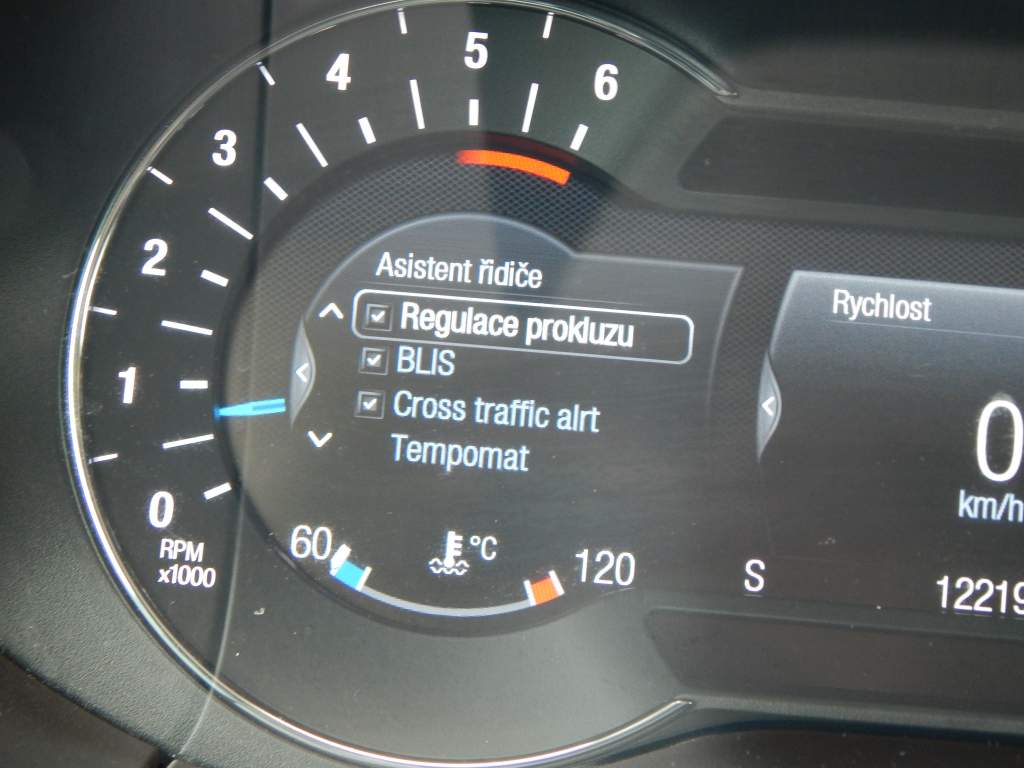 0
1
2
3
4
5
6
RPM
x1000
Asistent řidiče
Regulace prokluzu
BLIS
Cross traffic alrt
Tempomat
60
°C
120
Rychlost
0
km/h
S
12219